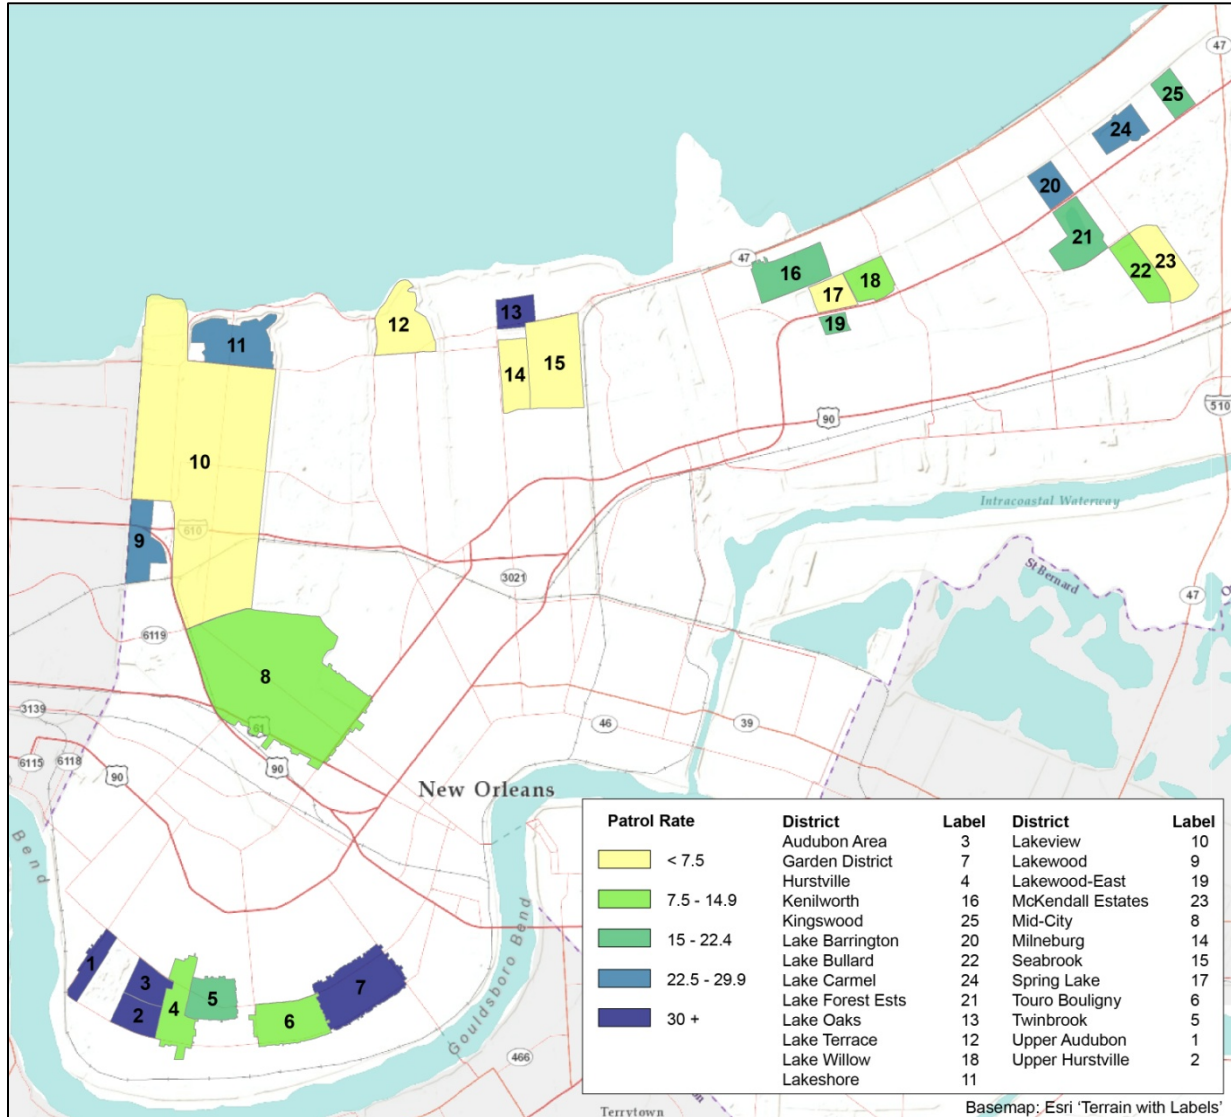 47
25
24
20
21
47
16
18
22
23
17
13
19
12
11
15
14
90
510
10
Intracoastal Waterway
610
9
3021
St Bernard
47
6119
8
3139
61
46
39
6115
6118
90
90
New Orleans
Bend
Gouldsboro Bend
1
3
2
4
5
6
7
466
Terrytown
Patrol Rate
< 7.5
7.5 - 14.9
15 - 22.4
22.5 - 29.9
30 +
District Label District Label
Audubon Area 3 Lakeview 10
Garden District 7 Lakewood 9
Hurstville 4 Lakewood-East 19
Kenilworth 16 McKendall Estates 23
Kingswood 25 Mid-City 8
Lake Barrington 20 Milneburg 14
Lake Bullard 22 Seabrook 15
Lake Carmel 24 Spring Lake 17
Lake Forest Ests 21 Touro Bouligny 6
Lake Oaks 13 Twinbrook 5
Lake Terrace 12 Upper Audubon 1
Lake Willow 18 Upper Hurstville 2
Lakeshore 11
Basemap: Esri 'Terrain with Labels'